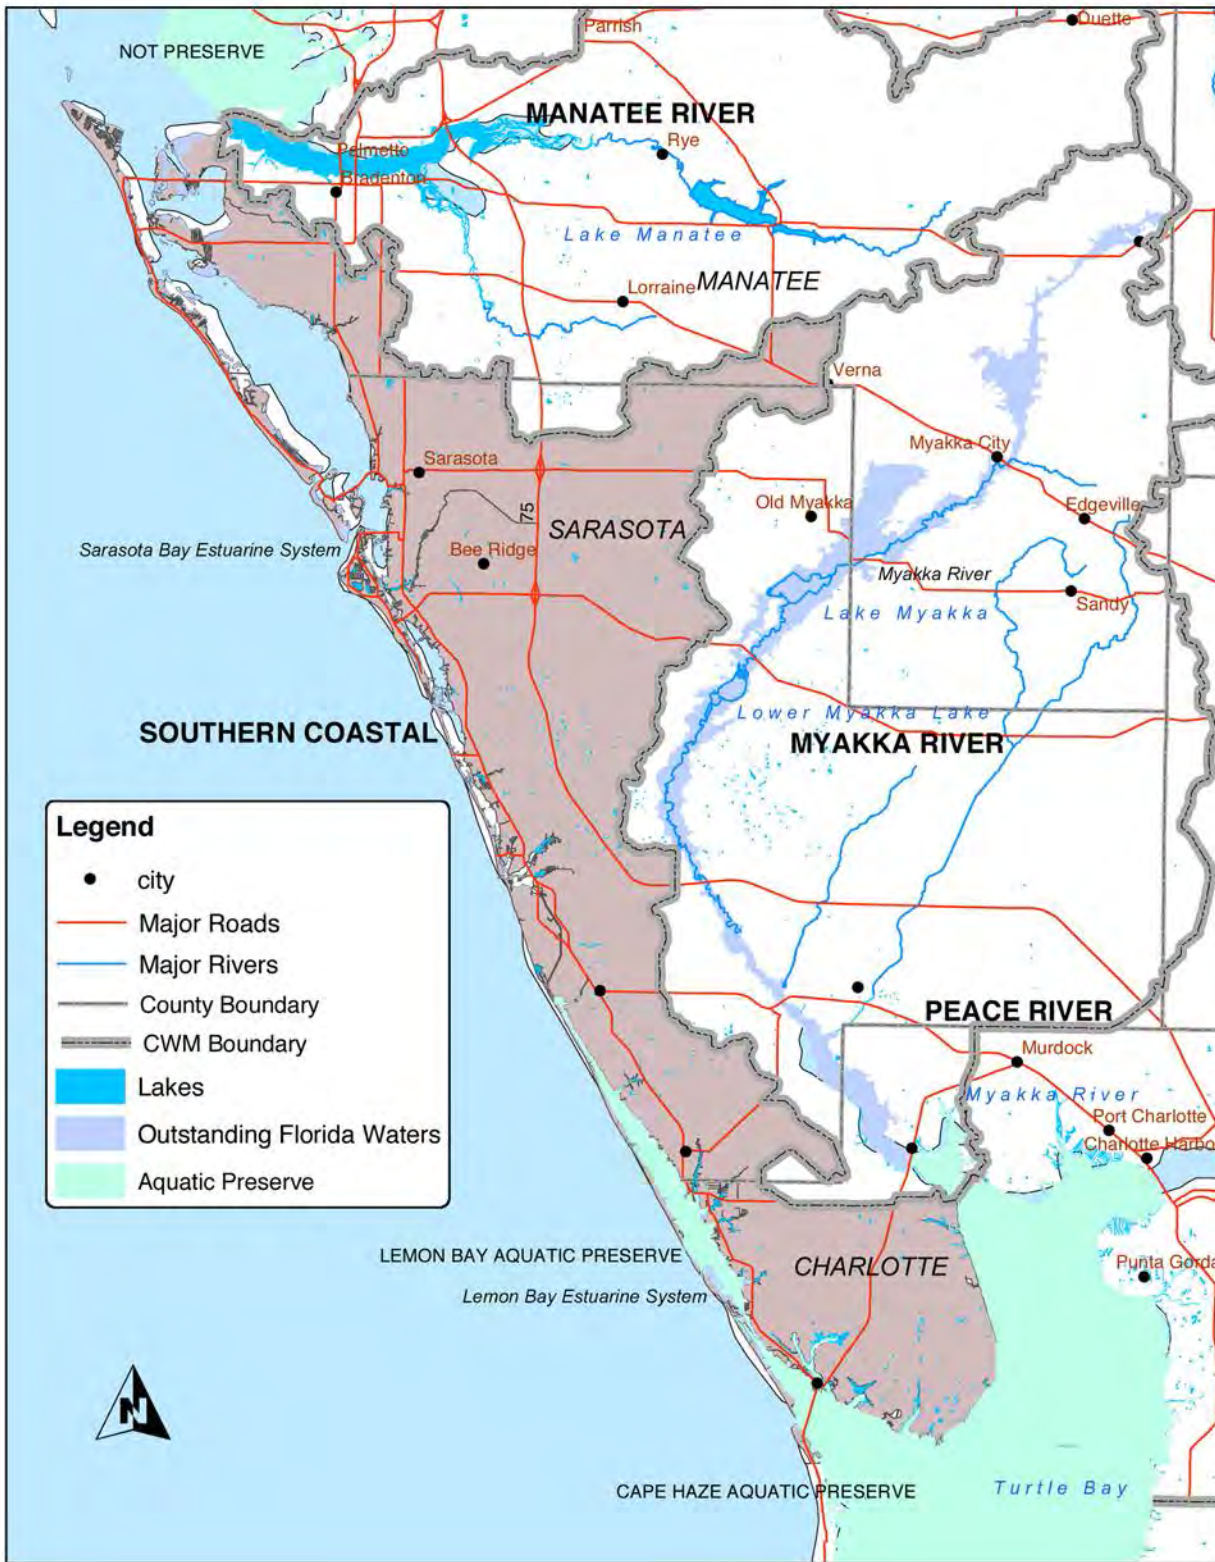 Parrish
Duette
NOT PRESERVE
MANATEE RIVER
Rye
Palmetto
Bradenton
Lake Manatee
MANATEE
Lorraine
Verna
Myakka City
Sarasota
Old Myakka
Edgeville
75
SARASOTA
Sarasota Bay Estuarine System
Bee Ridge
Myakka River
Sandy
Lake Myakka
Lower Myakka Lake
SOUTHERN COASTAL
MYAKKA RIVER
Legend
city
Major Roads
Major Rivers
County Boundary
CWM Boundary
Lakes
Outstanding Florida Waters
Aquatic Preserve
PEACE RIVER
Murdock
Myakka River
Port Charlotte
Charlotte Harbo
LEMON BAY AQUATIC PRESERVE
CHARLOTTE
Punta Gorda
Lemon Bay Estuarine System
N
CAPE HAZE AQUATIC PRESERVE
Turtle Bay